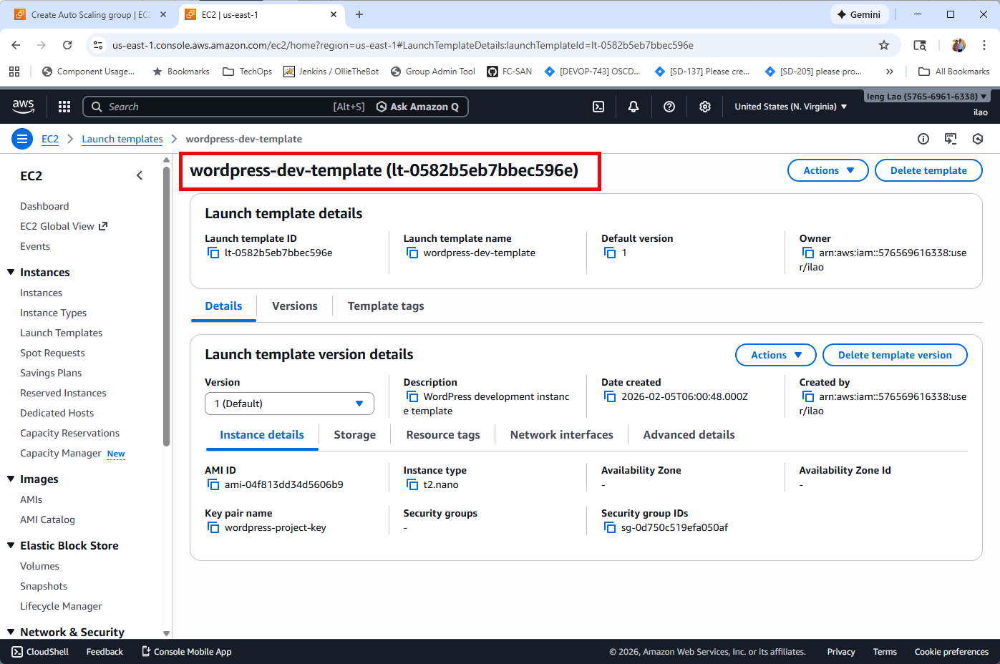 Create Auto Scaling group | EC2
EC2 | us-east-1
Gemini
us-east-1.console.aws.amazon.com/ec2/home?region=us-east-1#LaunchTemplateDetails:launchTemplateId=lt-0582b5eb7bbec596e
Component Usage...
Bookmarks
TechOps
Jenkins / OllieTheBot
Group Admin Tool
FC-SAN
[DEVOP-743] OSCD...
[SD-137] Please cre...
[SD-205] please pro...
All Bookmarks
aws
Search
[Alt+S]
Ask Amazon Q
United States (N. Virginia)
Ieng Lao (5765-6961-6338)
ilao
EC2
Launch templates
wordpress-dev-template
EC2
Dashboard
EC2 Global View
Events
Instances
Instances
Instance Types
Launch Templates
Spot Requests
Savings Plans
Reserved Instances
Dedicated Hosts
Capacity Reservations
Capacity Manager New
Images
AMIs
AMI Catalog
Elastic Block Store
Volumes
Snapshots
Lifecycle Manager
Network & Security
wordpress-dev-template (lt-0582b5eb7bbec596e)
Actions
Delete template
Launch template details
Launch template ID
lt-0582b5eb7bbec596e
Launch template name
wordpress-dev-template
Default version
1
Owner
arn:aws:iam::576569616338:use
r/ilao
Details
Versions
Template tags
Launch template version details
Actions
Delete template version
Version
1 (Default)
Description
WordPress development instanc
e template
Date created
2026-02-05T06:00:48.000Z
Created by
arn:aws:iam::576569616338:use
r/ilao
Instance details
Storage
Resource tags
Network interfaces
Advanced details
AMI ID
ami-04f813dd34d5606b9
Instance type
t2.nano
Availability Zone
-
Availability Zone Id
-
Key pair name
wordpress-project-key
Security groups
-
Security group IDs
sg-0d750c519efa050af
CloudShell
Feedback
Console Mobile App
© 2026, Amazon Web Services, Inc. or its affiliates.
Privacy
Terms
Cookie preferences